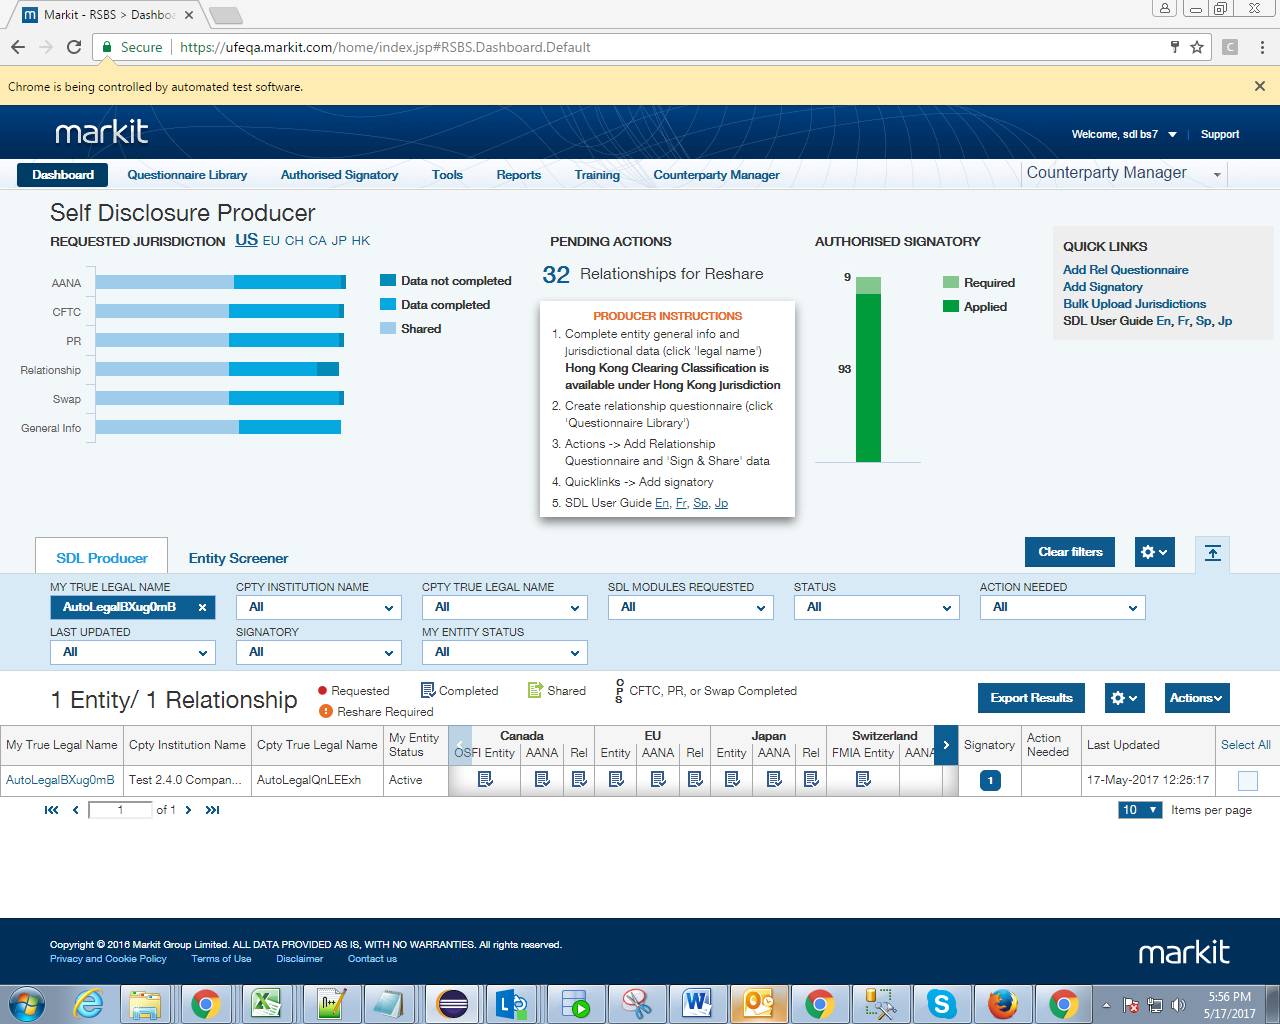 Markit - RSBS > Dashbo
Secure
https://ufeqa.markit.com/home/index.jsp#RSBS.Dashboard.Default
Chrome is being controlled by automated test software.
markit
Welcome, sdl bs7
Support
Dashboard Questionnaire Library Authorised Signatory Tools Reports Training Counterparty Manager
Counterparty Manager
Self Disclosure Producer
REQUESTED JURISDICTION US EU CH CA JP HK
AANA
CFTC
PR
Relationship
Swap
General Info
Data not completed
Data completed
Shared
PENDING ACTIONS
32 Relationships for Reshare
PRODUCER INSTRUCTIONS
1. Complete entity general info and
jurisdictional data (click 'legal name')
Hong Kong Clearing Classification is
available under Hong Kong Jurisdiction
2. Create relationship questionnaire (click
'Questionnaire Library')
3. Actions -> Add Relationship
Questionnaire and 'Sign & Share' data
4. Quicklinks -> Add signatory
5. SDL User Guide En, Fr, Sp, Jp
AUTHORISED SIGNATORY
9
93
Required
Applied
QUICK LINKS
Add Rel Questionnaire
Add Signatory
Bulk Upload Jurisdictions
SDL User Guide En, Fr, Sp, Jp
SDL Producer
Entity Screener
Clear filters
MY TRUE LEGAL NAME CPTY INSTITUTION NAME CPTY TRUE LEGAL NAME SDL MODULES REQUESTED STATUS ACTION NEEDED
AutoLegalBXug0mB All All All All All
LAST UPDATED SIGNATORY MY ENTITY STATUS
All All All
1 Entity/ 1 Relationship
Requested Completed Shared OPS CFTC, PR, or Swap Completed
Reshare Required
Export Results
Actions
My True Legal Name Cpty Institution Name Cpty True Legal Name My Entity Status Canada EU Japan Switzerland Signatory Action Needed Last Updated Select All
OSFI Entity AANA Rel Entity AANA Rel Entity AANA Rel FMIA Entity AANA
AutoLegalBXug0mB Test 2.4.0 Compan... AutoLegalQnLEExh Active 1 17-May-2017 12:25:17
1 of 1
10 Items per page
Copyright © 2016 Markit Group Limited. ALL DATA PROVIDED AS IS, WITH NO WARRANTIES. All rights reserved.
Privacy and Cookie Policy Terms of Use Disclaimer Contact us
markit
5:56 PM
5/17/2017